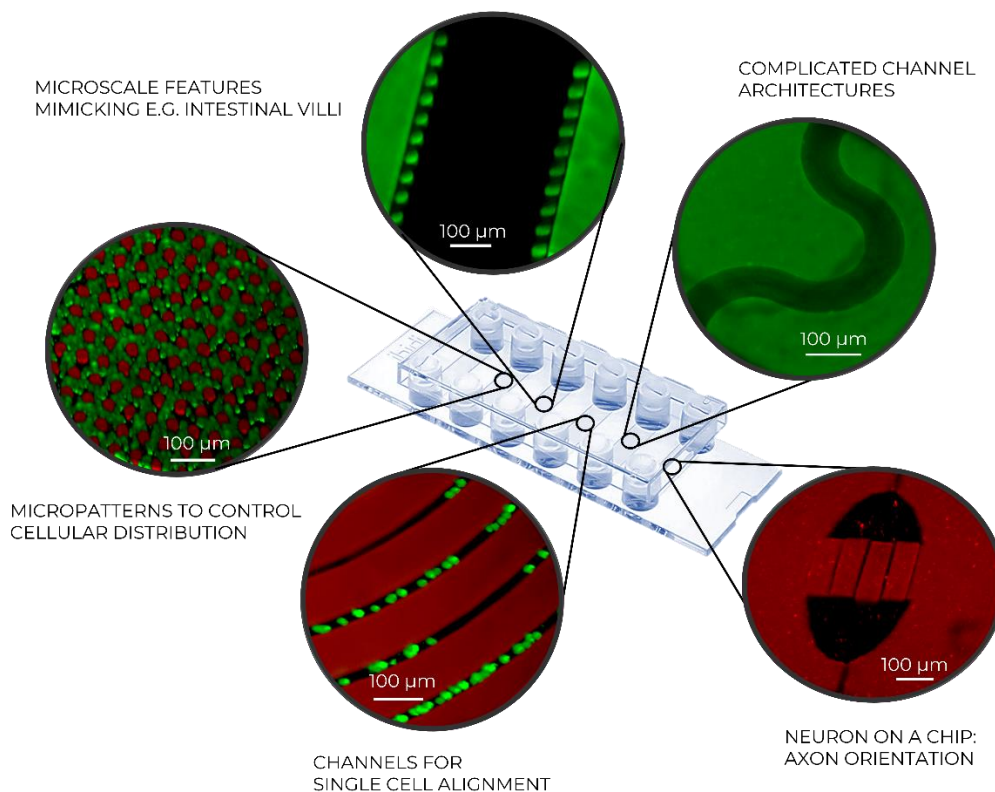 MICROSCALE FEATURES
MIMICKING E.G. INTESTINAL VILLI
COMPLICATED CHANNEL
ARCHITECTURES
100 µm
100 µm
100 µm
MICROPATTERNS TO CONTROL
CELLULAR DISTRIBUTION
100 µm
100 µm
CHANNELS FOR
SINGLE CELL ALIGNMENT
NEURON ON A CHIP:
AXON ORIENTATION